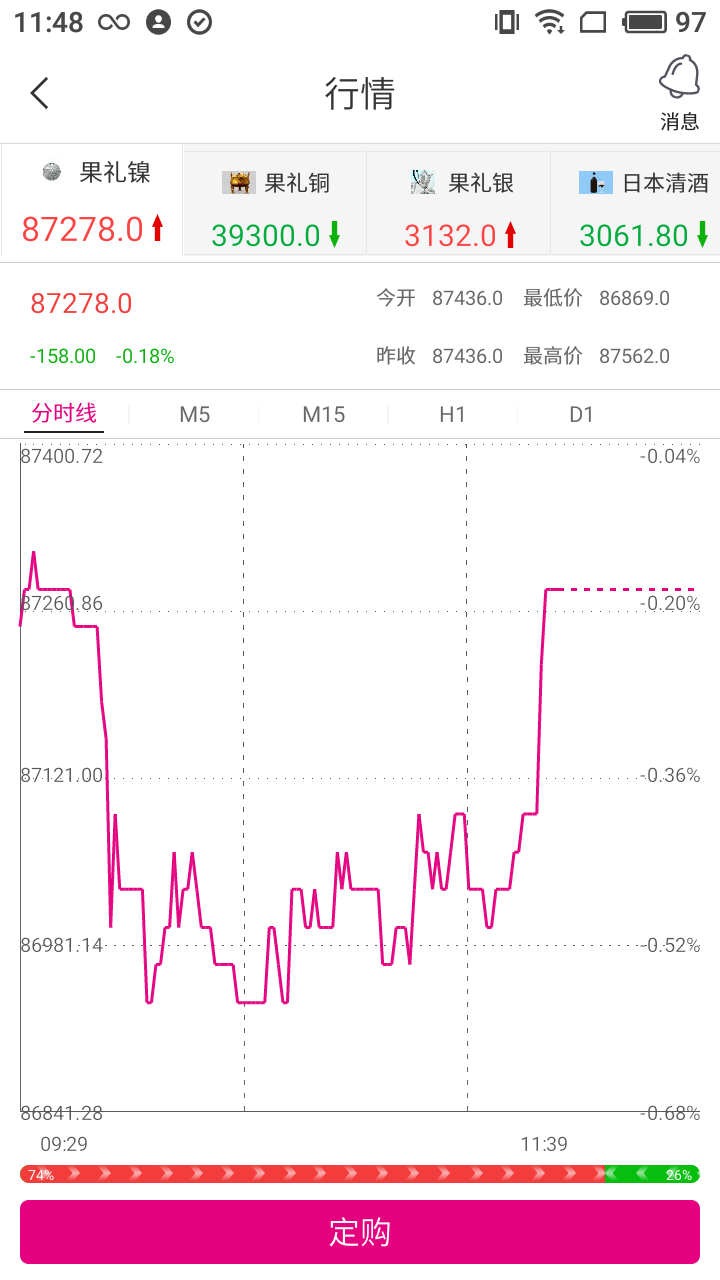 11:48 97
行情
消息
果礼镍 果礼铜 果礼银 日本清酒
87278.0 39300.0 3132.0 3061.80
87278.0 今开 87436.0 最低价 86869.0
-158.00 -0.18% 昨收 87436.0 最高价 87562.0
分时线 M5 M15 H1 D1
87400.72 -0.04%
87260.86 -0.20%
87121.00 -0.36%
86981.14 -0.52%
86841.28 -0.68%
09:29 11:39
74% 26%
定购